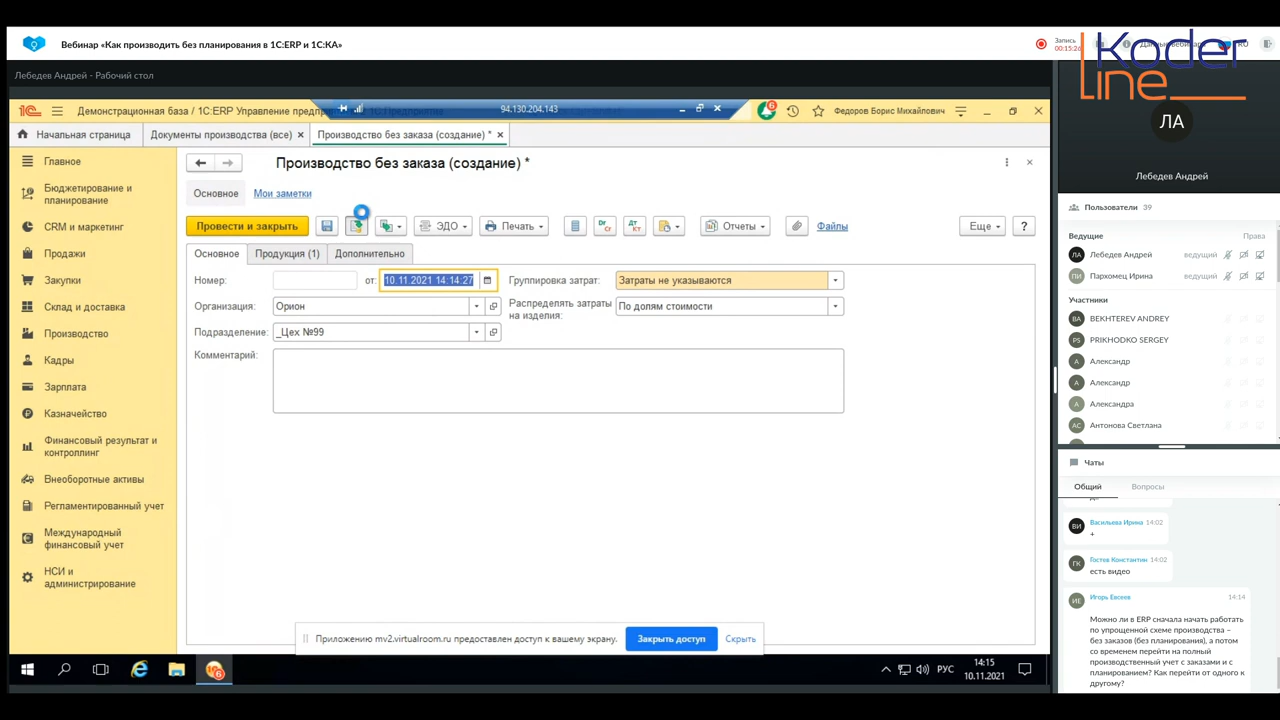 Вебинар «Как производить без планирования в 1С:ERP и 1С:КА»
Запись
00:15:26
RU
Koder
line
Лебедев Андрей - Рабочий стол
Демонстрационная база / 1С:ERP Управление предпр
94.130.204.143
6
Федоров Борис Михайлович
Начальная страница
Документы производства (все)
Производство без заказа (создание) *
ЛА
Лебедев Андрей
Главное
Бюджетирование и планирование
CRM и маркетинг
Продажи
Закупки
Склад и доставка
Производство
Кадры
Зарплата
Казначейство
Финансовый результат и контроллинг
Внеоборотные активы
Регламентированный учет
Международный финансовый учет
НСИ и администрирование
Производство без заказа (создание) *
Основное
Мои заметки
Провести и закрыть
ЭДО
Печать
Отчеты
Файлы
Еще
?
Основное
Продукция (1)
Дополнительно
Номер:
от:
10.11.2021 14:14:27
Группировка затрат:
Затраты не указываются
Организация:
Орион
Распределять затраты на изделия:
По долям стоимости
Подразделение:
_Цех №99
Комментарий:
Приложению mv2.virtualroom.ru предоставлен доступ к вашему экрану.
Закрыть доступ
Скрыть
РУС
14:15
10.11.2021
Пользователи 39
Ведущие
Права
ЛА
Лебедев Андрей
ведущий
ПИ
Пархомец Ирина
ведущий
Участники
BA
BEKHTEREV ANDREY
PS
PRIKHODKO SERGEY
А
Александр
А
Александр
А
Александра
АС
Антонова Светлана
Чаты
Общий
Вопросы
ВИ
Васильева Ирина 14:02
+
ГК
Гостев Константин 14:02
есть видео
ИЕ
Игорь Евсеев 14:14
Можно ли в ERP сначала начать работать
по упрощенной схеме производства –
без заказов (без планирования), а потом
со временем перейти на полный
производственный учет с заказами и с
планированием? Как перейти от одного к
другому?